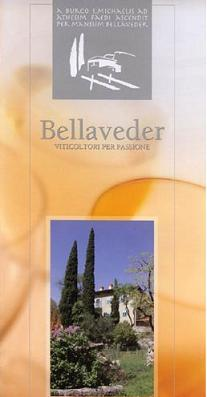 A BURGO S.MICHAELIS AD
ATHESIM FAEDI ASCENDIT
PER MANSUM BELLAVEDER
Bellaveder
VITICOLTORI PER PASSIONE